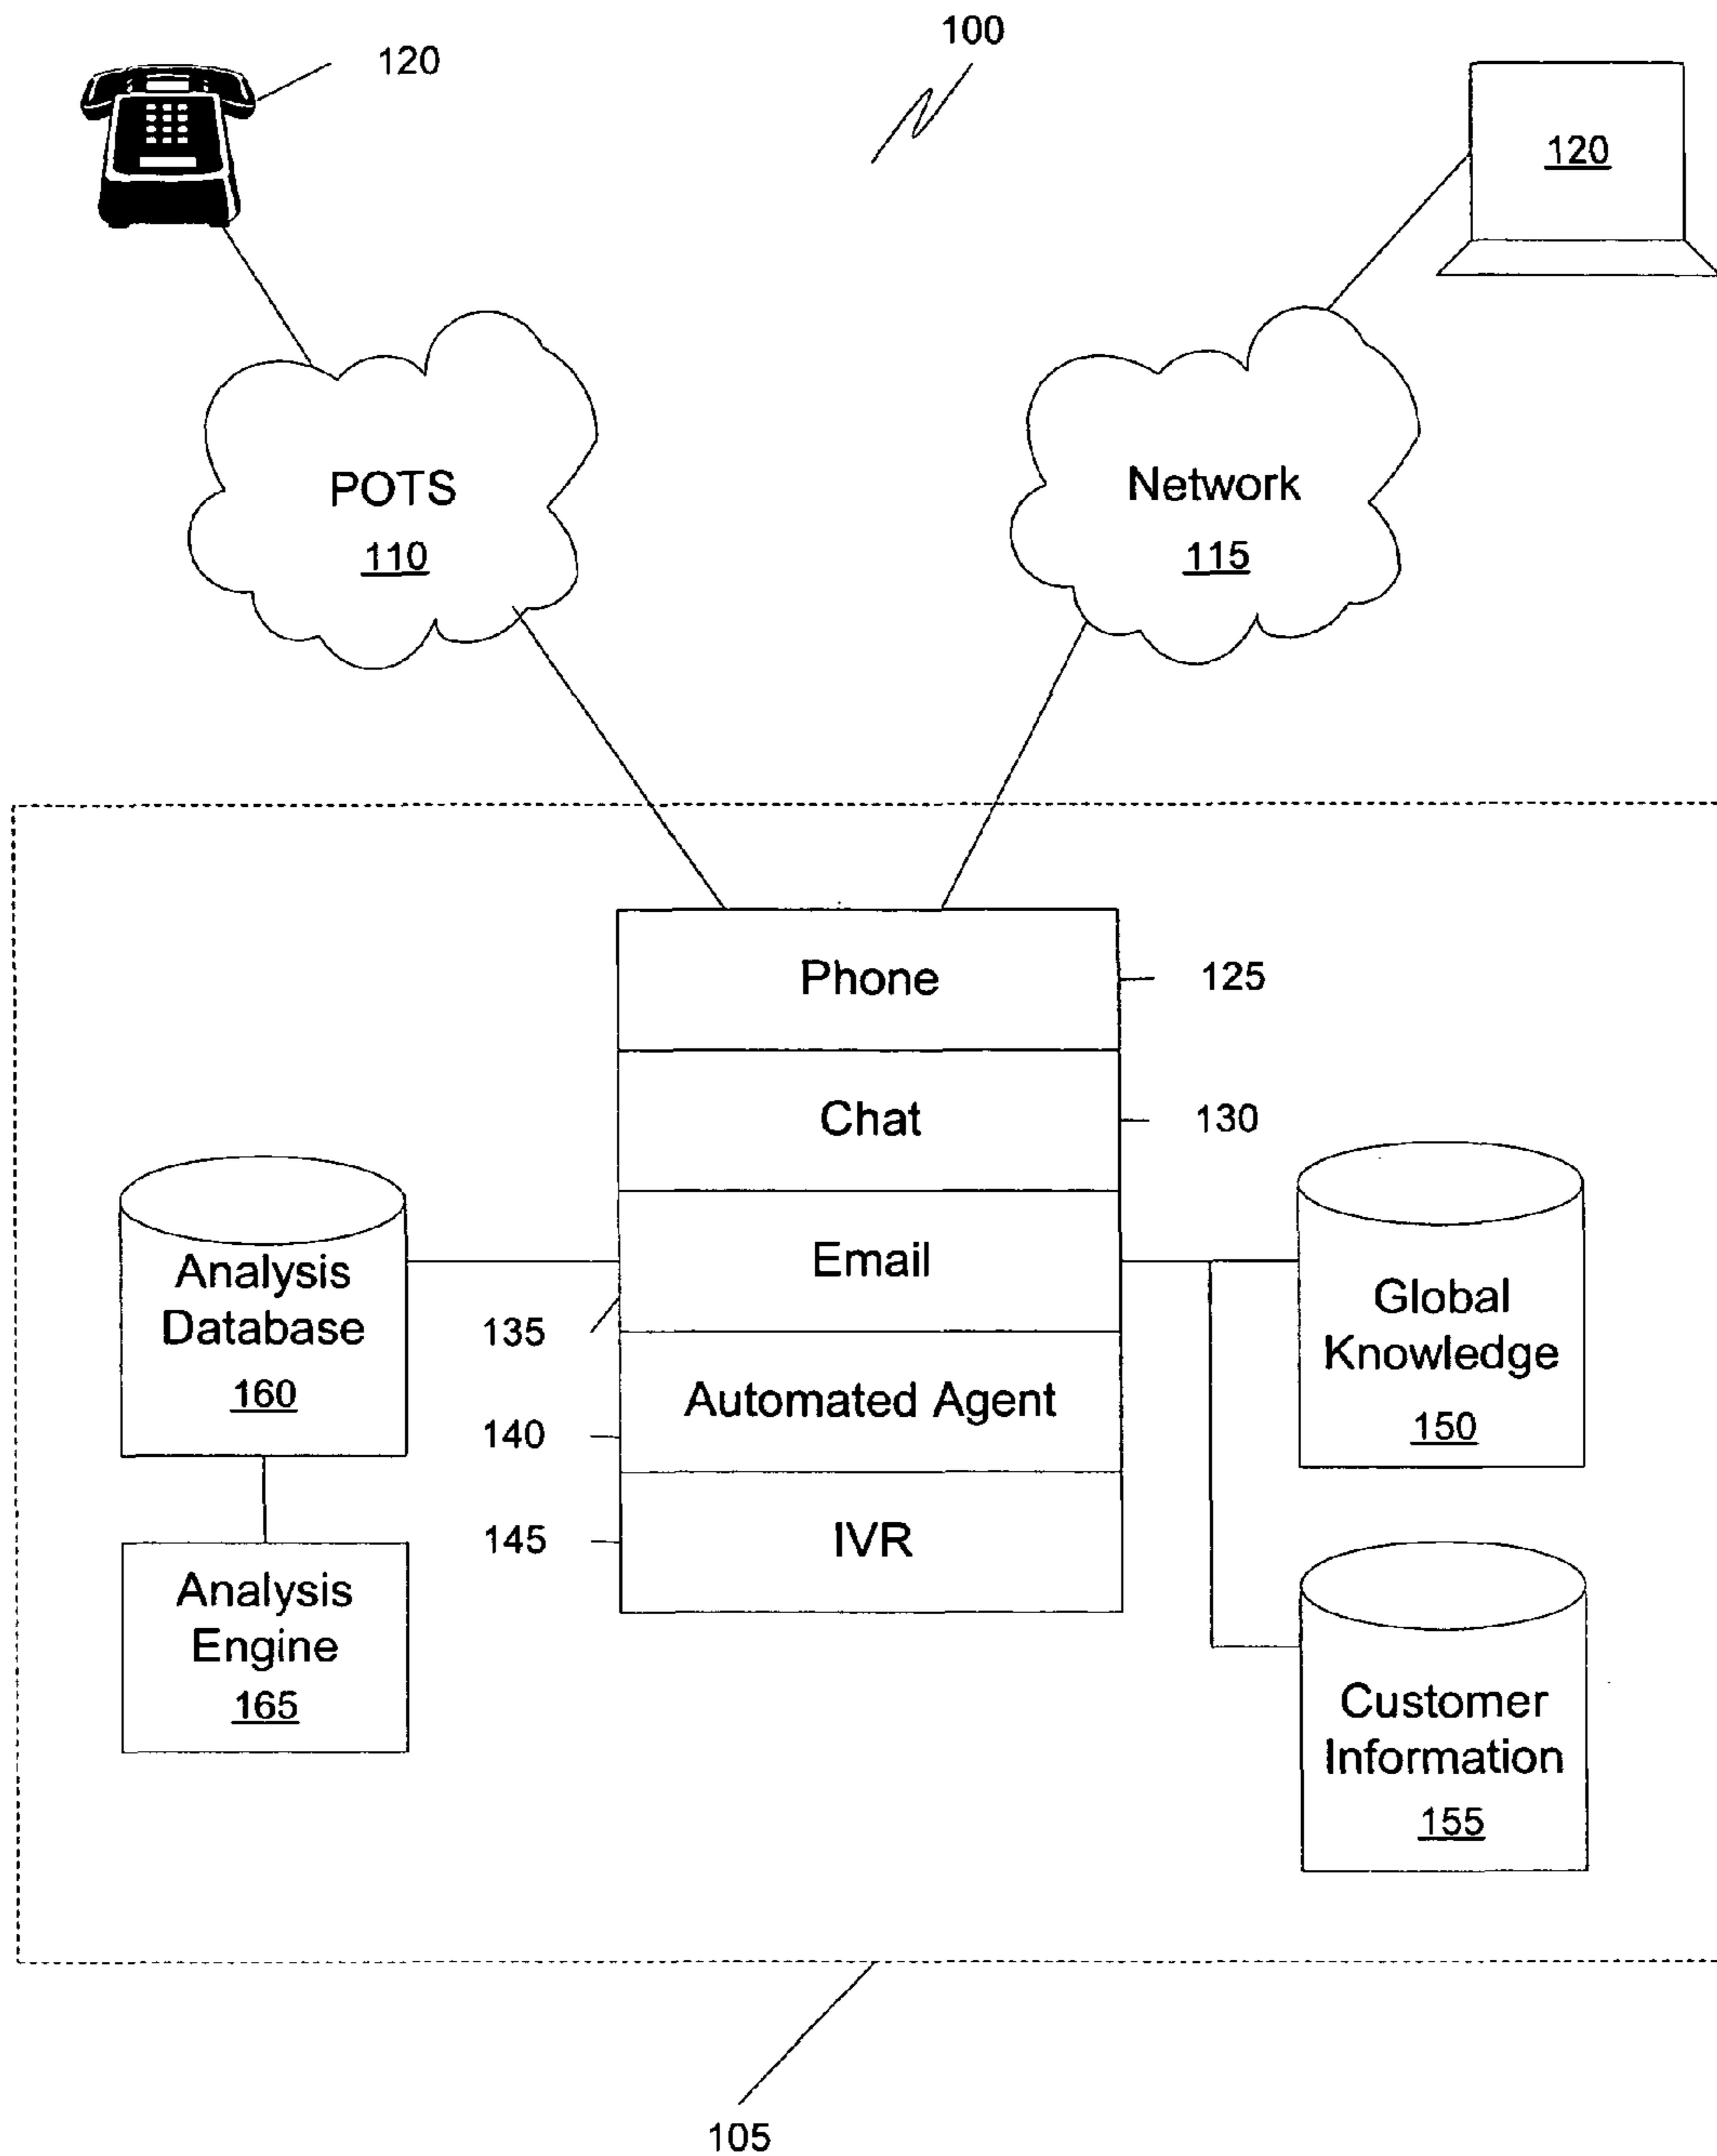 100
120
120
POTS
110
Network
115
Phone
125
Chat
130
Email
135
Automated Agent
140
IVR
145
Analysis
Database
160
Analysis
Engine
165
Global
Knowledge
150
Customer
Information
155
105